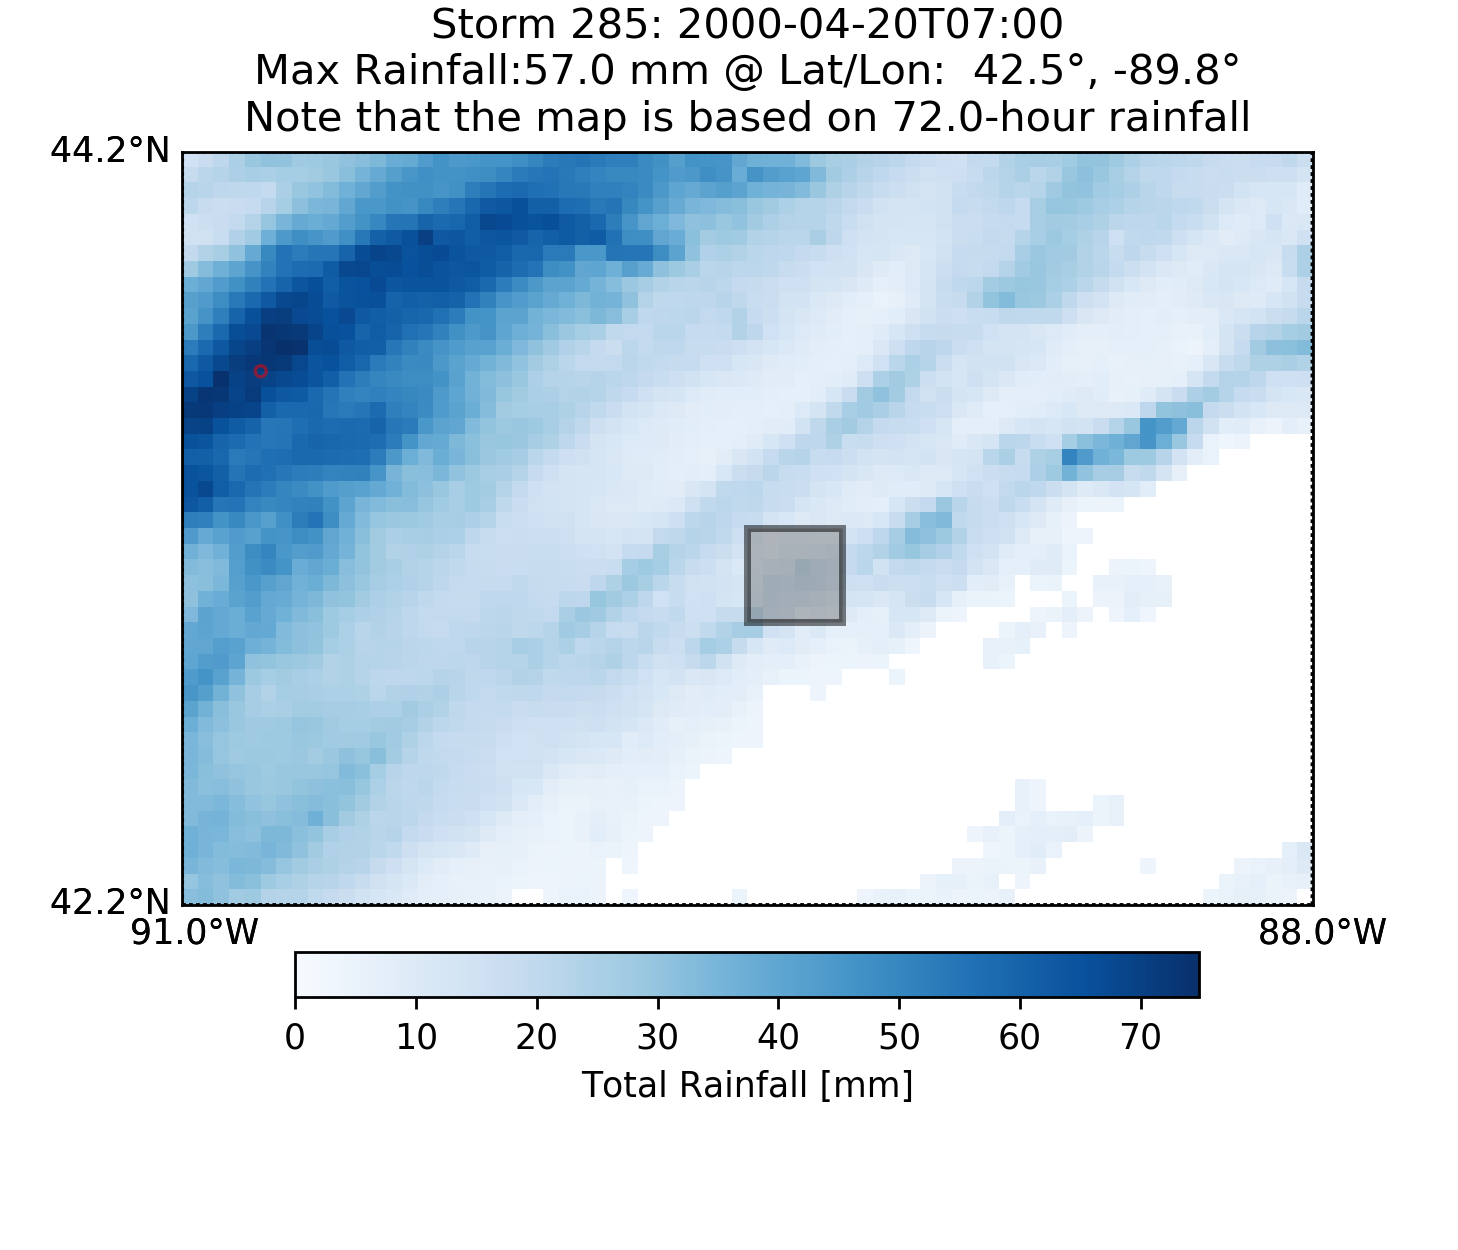 Storm 285: 2000-04-20T07:00
Max Rainfall:57.0 mm @ Lat/Lon:  42.5°, -89.8°
Note that the map is based on 72.0-hour rainfall
44.2°N
42.2°N
91.0°W 88.0°W
0 10 20 30 40 50 60 70
Total Rainfall [mm]